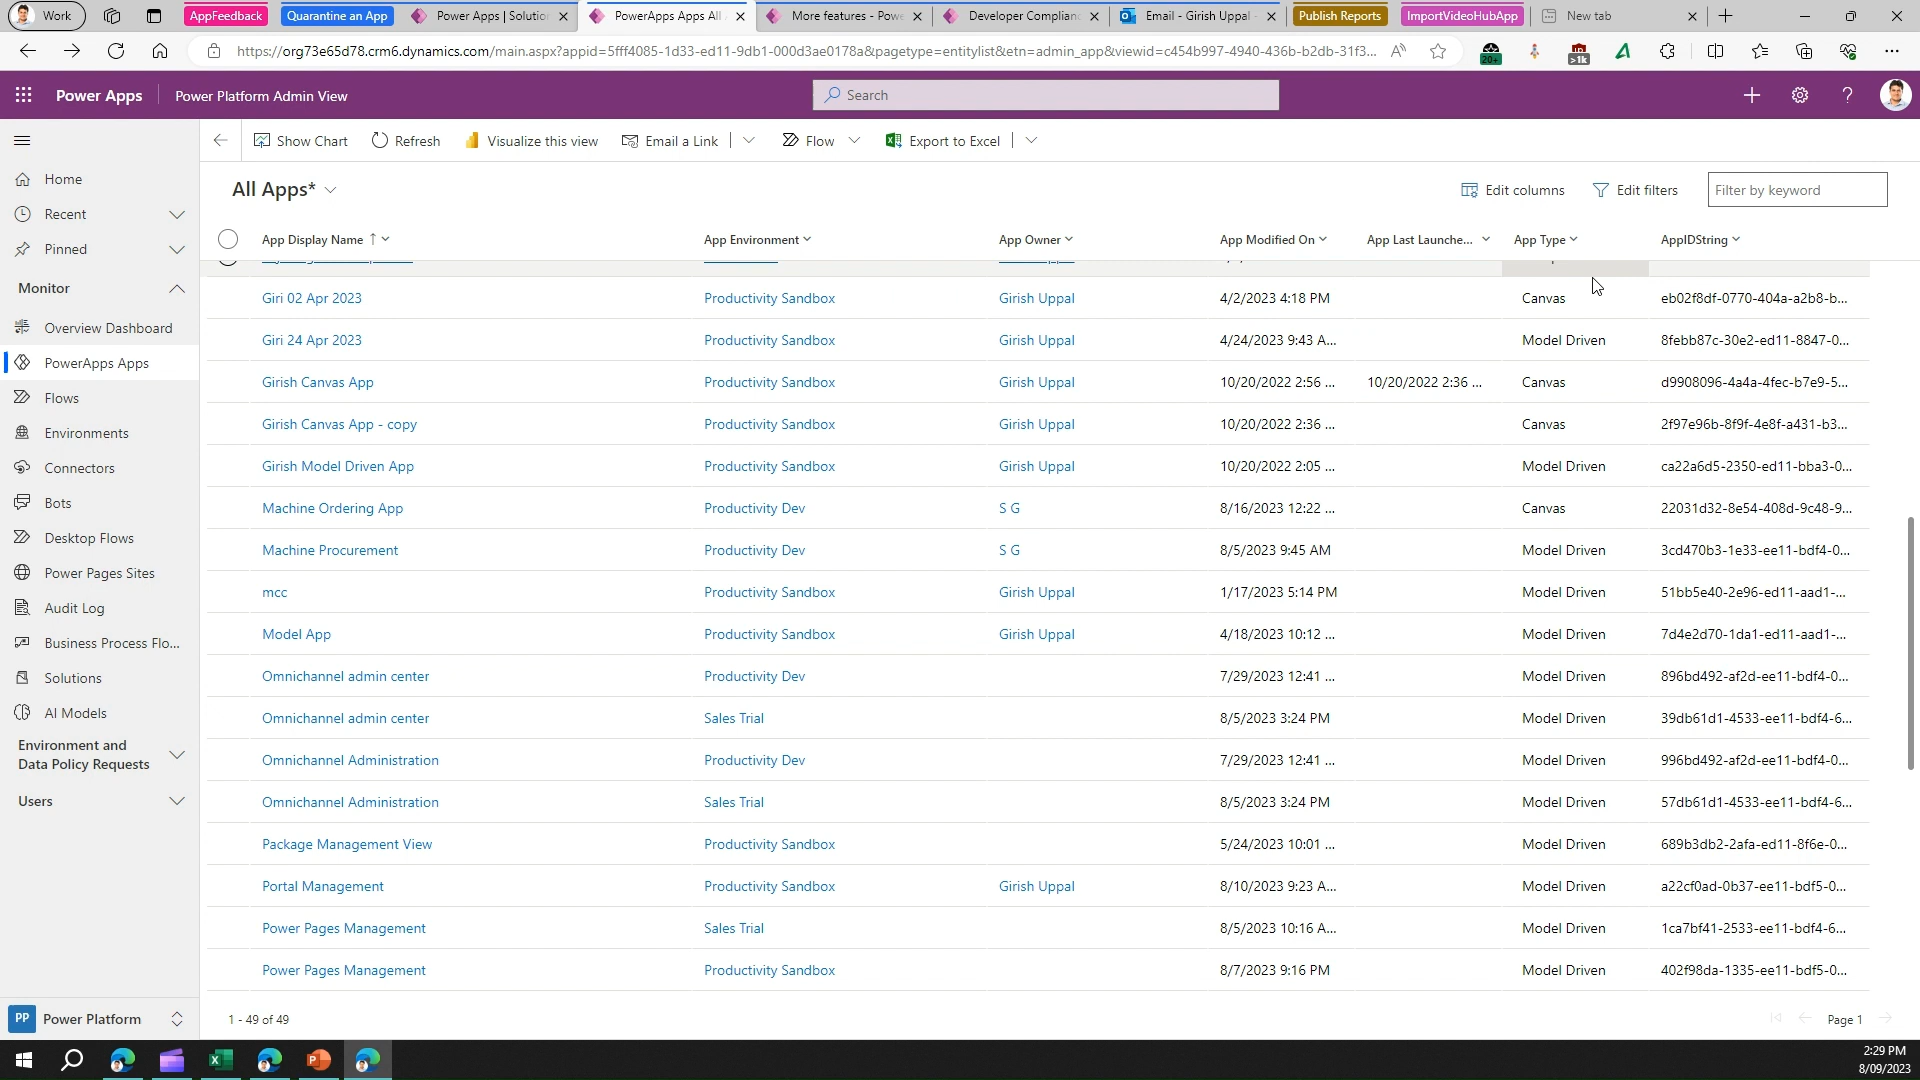 Work
AppFeedback
Quarantine an App
Power Apps | Solutio
PowerApps Apps All
More features - Powe
Developer Complianc
Email - Girish Uppal
Publish Reports
ImportVideoHubApp
New tab
https://org73e65d78.crm6.dynamics.com/main.aspx?appid=5fff4085-1d33-ed11-9db1-000d3ae0178a&pagetype=entitylist&etn=admin_app&viewid=c454b997-4940-436b-b2db-31f3...
20+
>1k
Power Apps
Power Platform Admin View
Search
Show Chart
Refresh
Visualize this view
Email a Link
Flow
Export to Excel
All Apps*
Edit columns
Edit filters
Filter by keyword
Home
Recent
Pinned
Monitor
Overview Dashboard
PowerApps Apps
Flows
Environments
Connectors
Bots
Desktop Flows
Power Pages Sites
Audit Log
Business Process Flo...
Solutions
AI Models
Environment and
Data Policy Requests
Users
PP Power Platform
App Display Name ↑ App Environment App Owner App Modified On App Last Launche... App Type AppIDString
Giri 02 Apr 2023 Productivity Sandbox Girish Uppal 4/2/2023 4:18 PM Canvas eb02f8df-0770-404a-a2b8-b...
Giri 24 Apr 2023 Productivity Sandbox Girish Uppal 4/24/2023 9:43 A... Model Driven 8febb87c-30e2-ed11-8847-0...
Girish Canvas App Productivity Sandbox Girish Uppal 10/20/2022 2:56 ... 10/20/2022 2:36 ... Canvas d9908096-4a4a-4fec-b7e9-5...
Girish Canvas App - copy Productivity Sandbox Girish Uppal 10/20/2022 2:36 ... Canvas 2f97e96b-8f9f-4e8f-a431-b3...
Girish Model Driven App Productivity Sandbox Girish Uppal 10/20/2022 2:05 ... Model Driven ca22a6d5-2350-ed11-bba3-0...
Machine Ordering App Productivity Dev S G 8/16/2023 12:22 ... Canvas 22031d32-8e54-408d-9c48-9...
Machine Procurement Productivity Dev S G 8/5/2023 9:45 AM Model Driven 3cd470b3-1e33-ee11-bdf4-0...
mcc Productivity Sandbox Girish Uppal 1/17/2023 5:14 PM Model Driven 51bb5e40-2e96-ed11-aad1-...
Model App Productivity Sandbox Girish Uppal 4/18/2023 10:12 ... Model Driven 7d4e2d70-1da1-ed11-aad1-...
Omnichannel admin center Productivity Dev 7/29/2023 12:41 ... Model Driven 896bd492-af2d-ee11-bdf4-0...
Omnichannel admin center Sales Trial 8/5/2023 3:24 PM Model Driven 39db61d1-4533-ee11-bdf4-6...
Omnichannel Administration Productivity Dev 7/29/2023 12:41 ... Model Driven 996bd492-af2d-ee11-bdf4-0...
Omnichannel Administration Sales Trial 8/5/2023 3:24 PM Model Driven 57db61d1-4533-ee11-bdf4-6...
Package Management View Productivity Sandbox 5/24/2023 10:01 ... Model Driven 689b3db2-2afa-ed11-8f6e-0...
Portal Management Productivity Sandbox Girish Uppal 8/10/2023 9:23 A... Model Driven a22cf0ad-0b37-ee11-bdf5-0...
Power Pages Management Sales Trial 8/5/2023 10:16 A... Model Driven 1ca7bf41-2533-ee11-bdf4-6...
Power Pages Management Productivity Sandbox 8/7/2023 9:16 PM Model Driven 402f98da-1335-ee11-bdf5-0...
1 - 49 of 49
Page 1
2:29 PM
8/09/2023